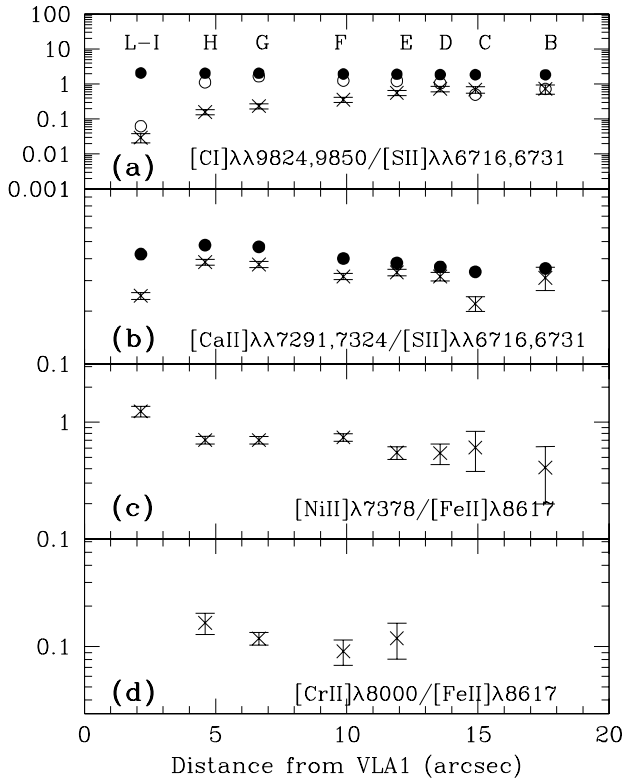 100
L-I H G F E D C B
10
1
0.1
0.01
(a) [CI]λλ9824,9850/[SII]λλ6716,6731
0.001
(b) [CaII]λλ7291,7324/[SII]λλ6716,6731
0.1
1
(c) [NiII]λ7378/[FeII]λ8617
0.1
0.1
(d) [CrII]λ8000/[FeII]λ8617
0 5 10 15 20
Distance from VLA1 (arcsec)